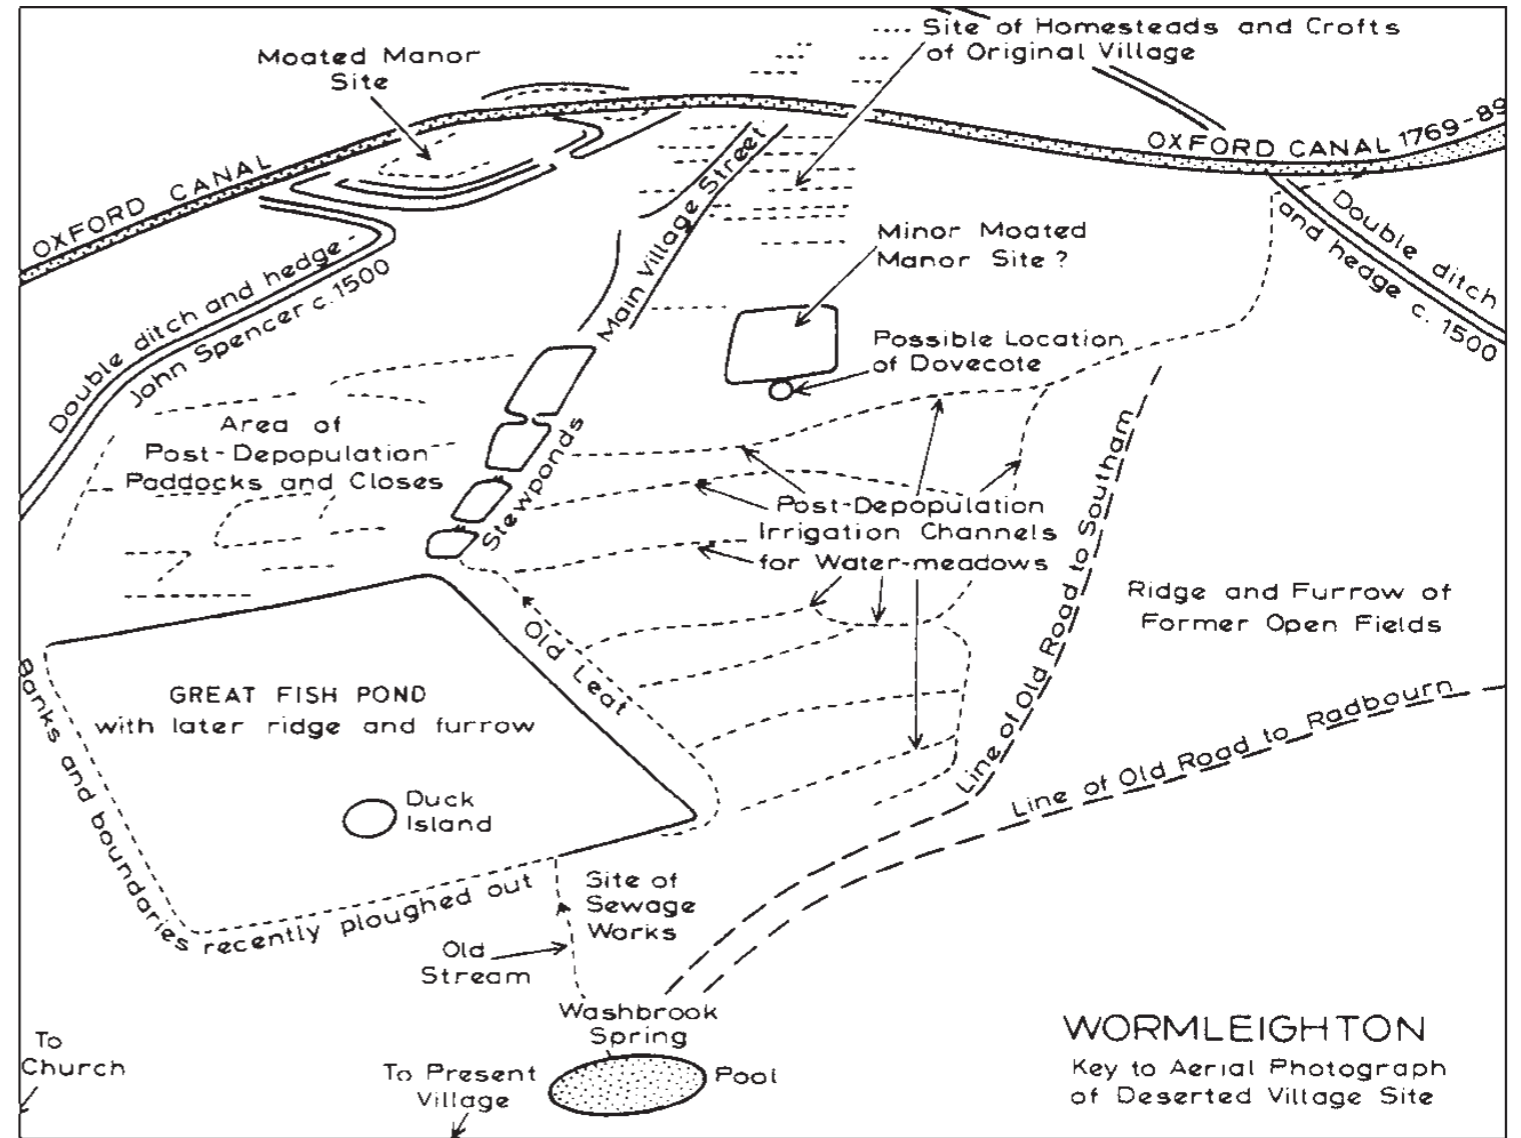 Site of Homesteads and Crofts
of Original Village
Moated Manor
Site
OXFORD CANAL
OXFORD CANAL 1769-89
Main Village Street
Double ditch
and hedge c. 1500
Minor Moated
Manor Site?
Double ditch and hedge -
John Spencer c. 1500
Possible Location
of Dovecote
Area of
Post-Depopulation
Paddocks and Closes
Stewponds
Post-Depopulation
Irrigation Channels
for Water-meadows
Line of Old Road to Southam
Ridge and Furrow of
Former Open Fields
Old Leat
Banks and boundaries recently ploughed out
GREAT FISH POND
with later ridge and furrow
Line of Old Road to Radbourn
Duck
Island
Site of
Sewage
Works
Old
Stream
Washbrook
Spring
To
Church
To Present
Village
Pool
WORMLEIGHTON
Key to Aerial Photograph
of Deserted Village Site